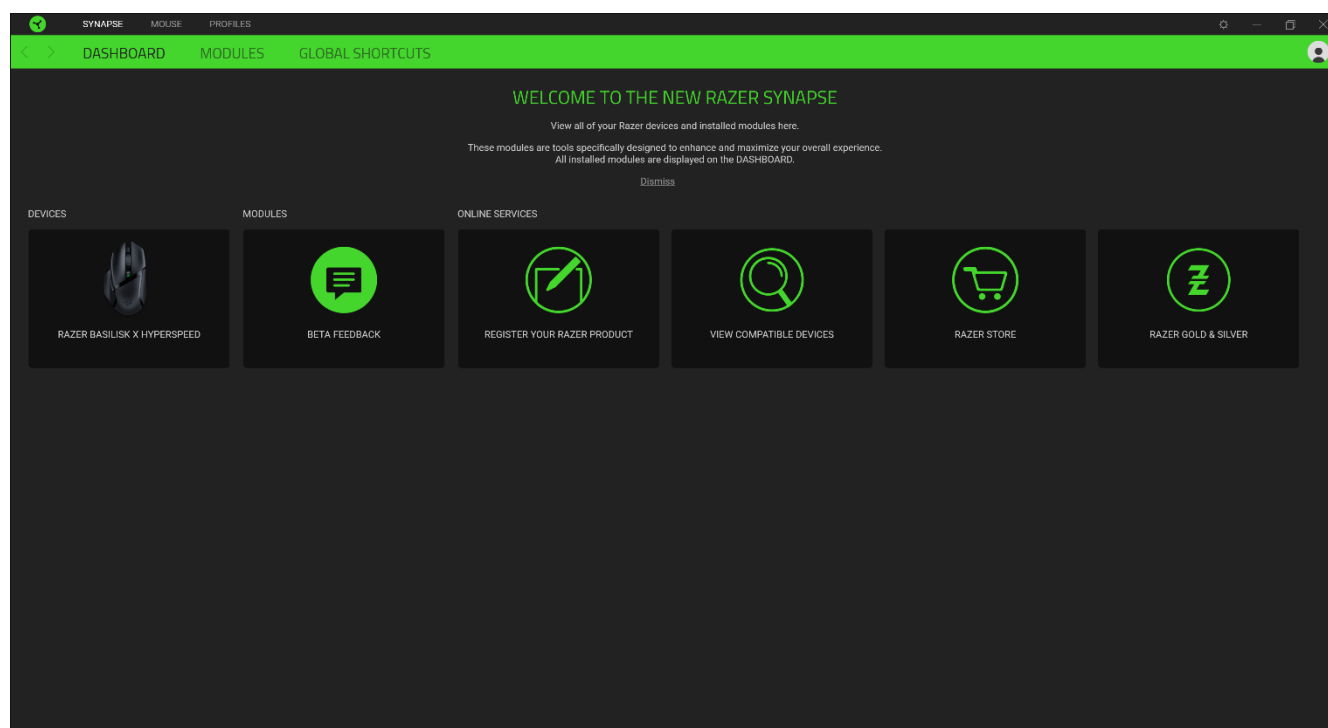 SYNAPSE MOUSE PROFILES
DASHBOARD MODULES GLOBAL SHORTCUTS
WELCOME TO THE NEW RAZER SYNAPSE
View all of your Razer devices and installed modules here.
These modules are tools specifically designed to enhance and maximize your overall experience.
All installed modules are displayed on the DASHBOARD.
Dismiss
DEVICES MODULES ONLINE SERVICES
RAZER BASILISK X HYPERSPEED BETA FEEDBACK REGISTER YOUR RAZER PRODUCT VIEW COMPATIBLE DEVICES RAZER STORE RAZER GOLD & SILVER